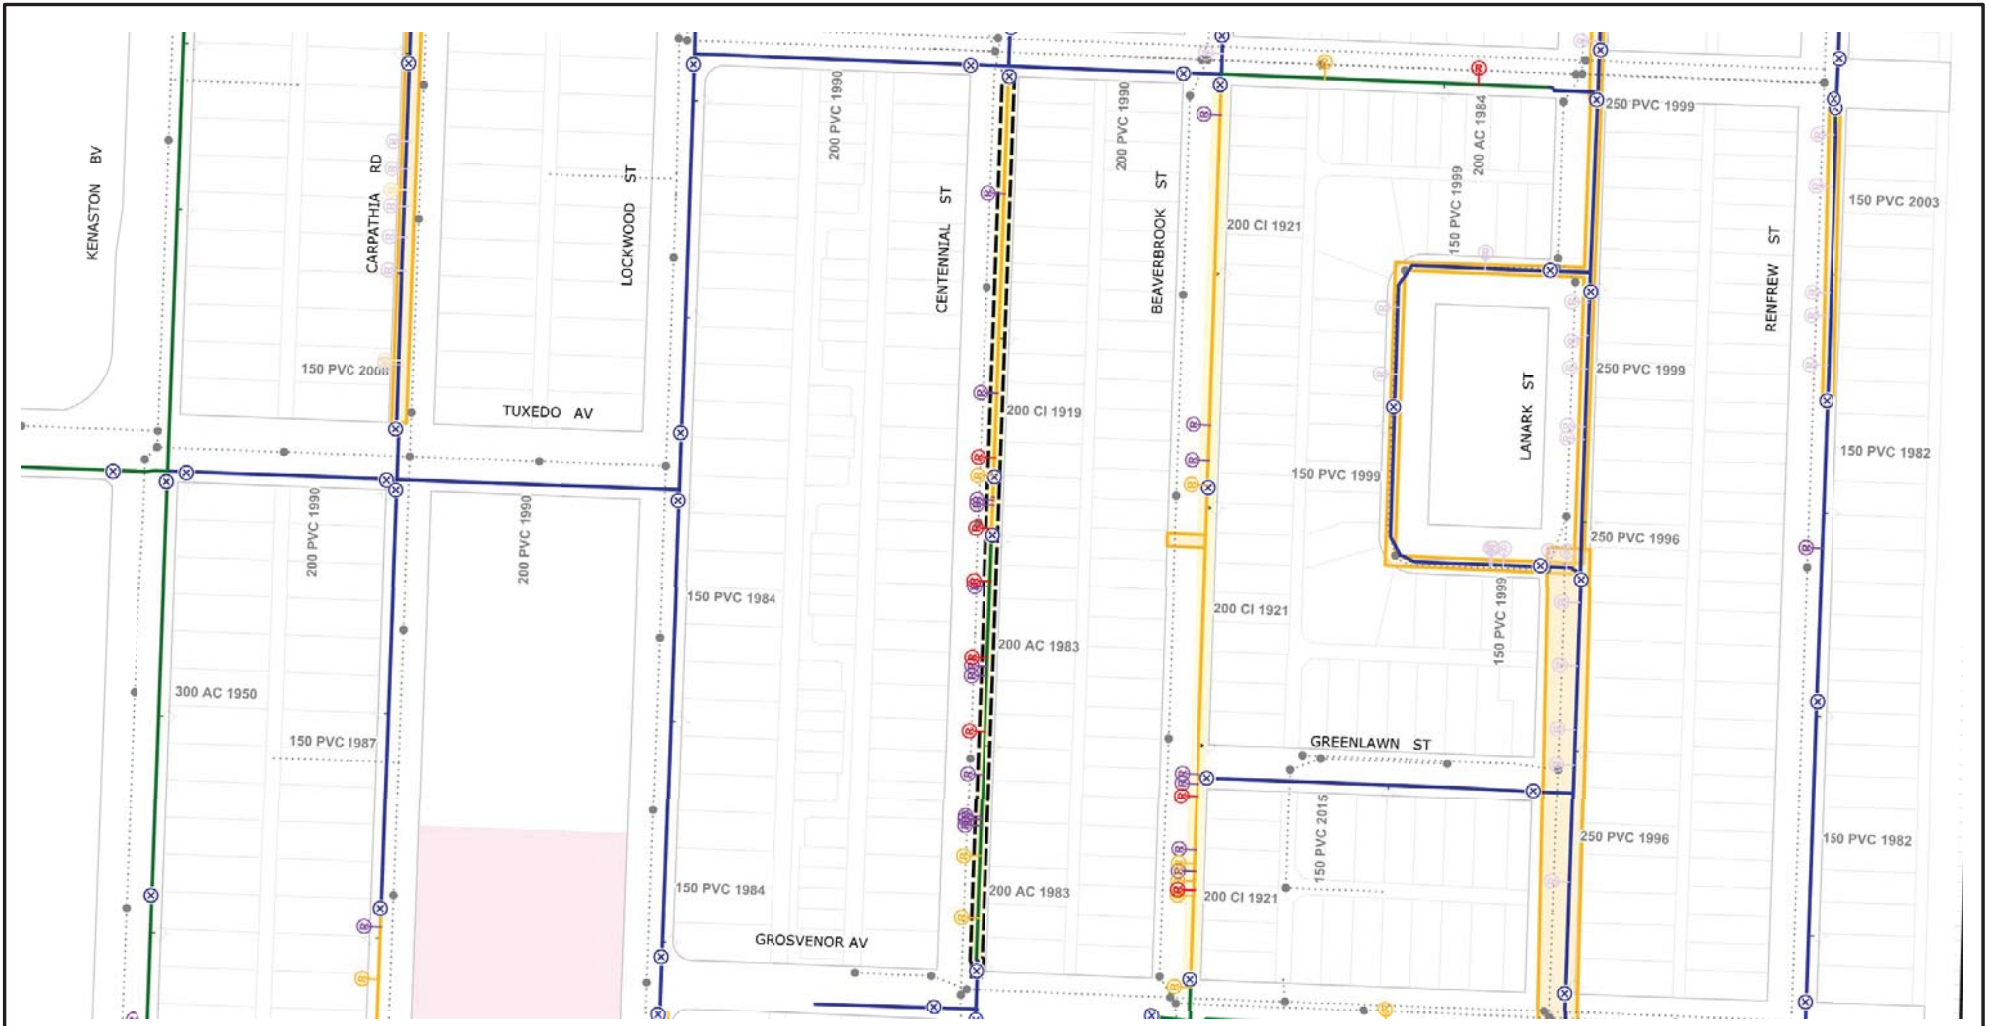 KENASTON BV
CARPATHIA RD
LOCKWOOD ST
200 PVC 1990
CENTENNIAL ST
200 PVC 1990
BEAVERBROOK ST
200 CI 1921
150 PVC 1999
200 AC 1984
250 PVC 1999
RENFREW ST
150 PVC 2003
150 PVC 2008
TUXEDO AV
200 CI 1919
LANARK ST
250 PVC 1999
150 PVC 1982
150 PVC 1999
200 PVC 1990
200 PVC 1990
250 PVC 1996
150 PVC 1984
200 CI 1921
150 PVC 1999
200 AC 1983
300 AC 1950
150 PVC 1987
GREENLAWN ST
150 PVC 2015
250 PVC 1996
150 PVC 1982
150 PVC 1984
200 AC 1983
200 CI 1921
GROSVENOR AV